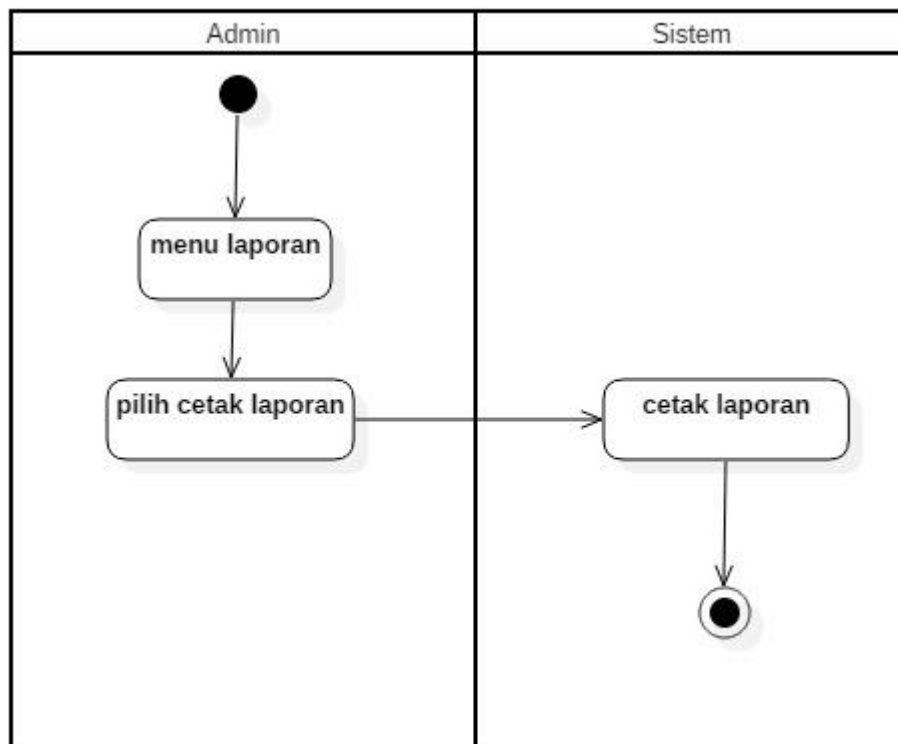 Admin
Sistem
menu laporan
pilih cetak laporan
cetak laporan